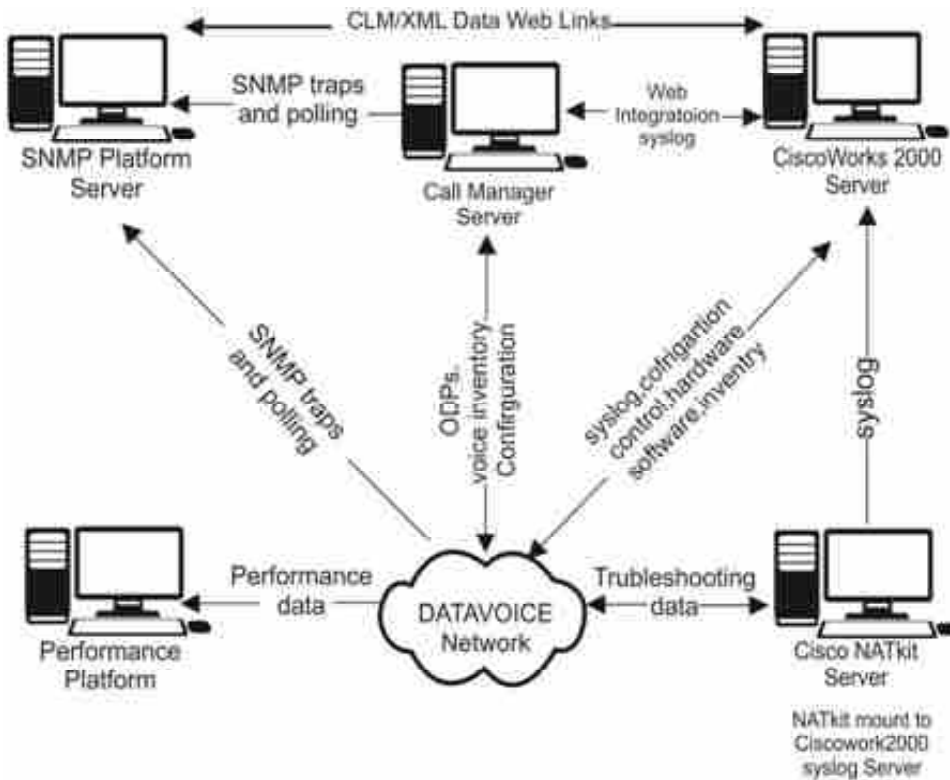 CLM/XML Data Web Links
SNMP traps
and polling
Web
Integratoion
syslog
SNMP Platform
Server
Call Manager
Server
CiscoWorks 2000
Server
SNMP traps
and polling
ODPs,
voice inventory
Confirguration
syslog,cofrigartion
control,hardware
software,inventry
syslog
Performance
data
DATAVOICE
Network
Trubleshooting
data
Performance
Platform
Cisco NATkit
Server
NATkit mount to
Ciscowork2000
syslog Server